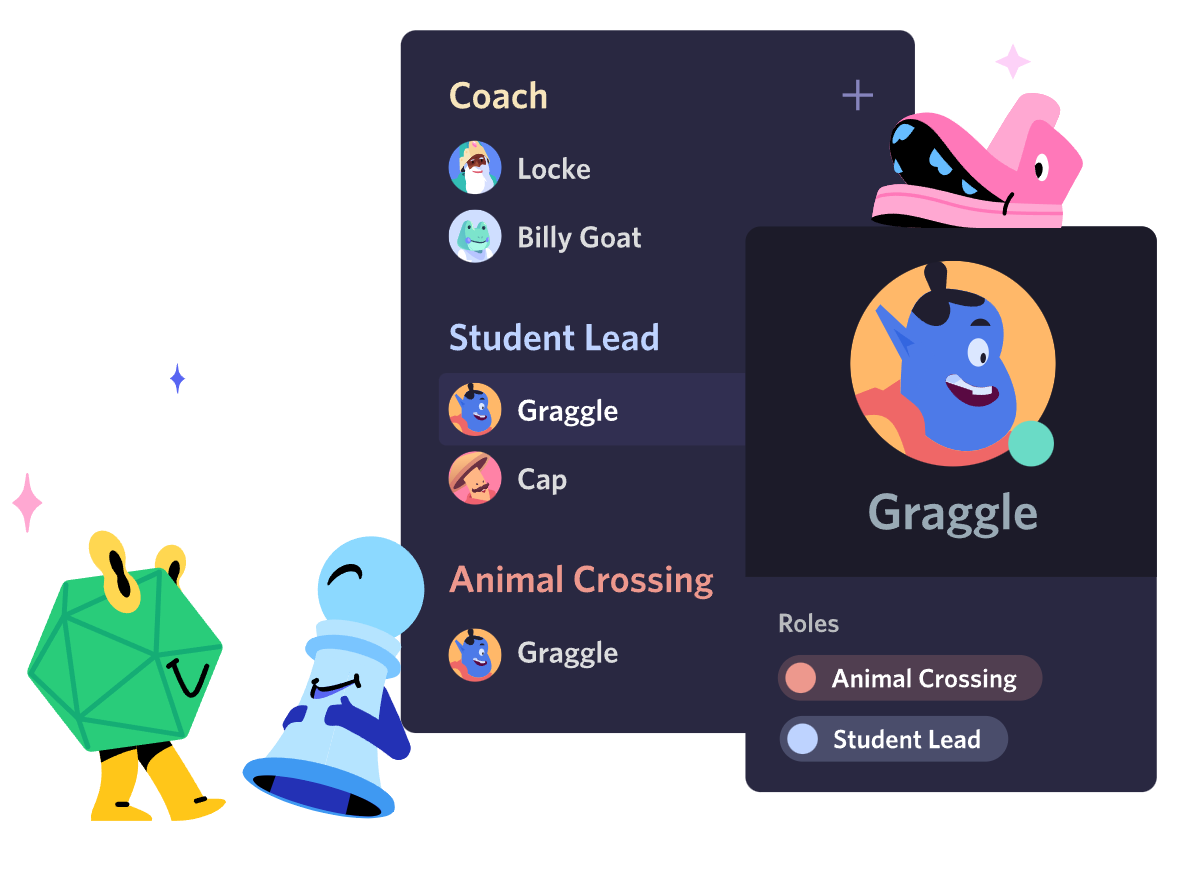 Coach
Locke
Billy Goat
Student Lead
Graggle
Cap
Animal Crossing
Graggle
Graggle
Roles
Animal Crossing
Student Lead